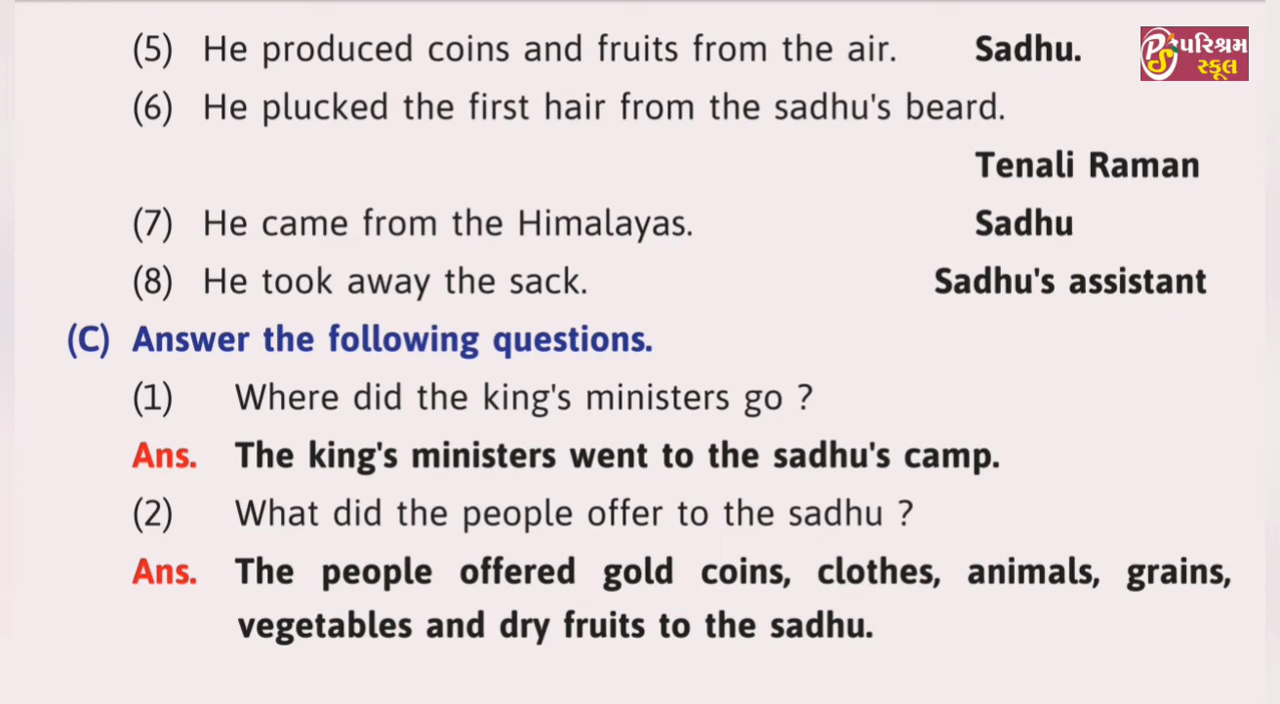 (5) He produced coins and fruits from the air. Sadhu.
પરિશ્રમ
સ્કૂલ
(6) He plucked the first hair from the sadhu's beard.
Tenali Raman
(7) He came from the Himalayas. Sadhu
(8) He took away the sack. Sadhu's assistant
(C) Answer the following questions.
(1) Where did the king's ministers go ?
Ans. The king's ministers went to the sadhu's camp.
(2) What did the people offer to the sadhu ?
Ans. The people offered gold coins, clothes, animals, grains,
vegetables and dry fruits to the sadhu.